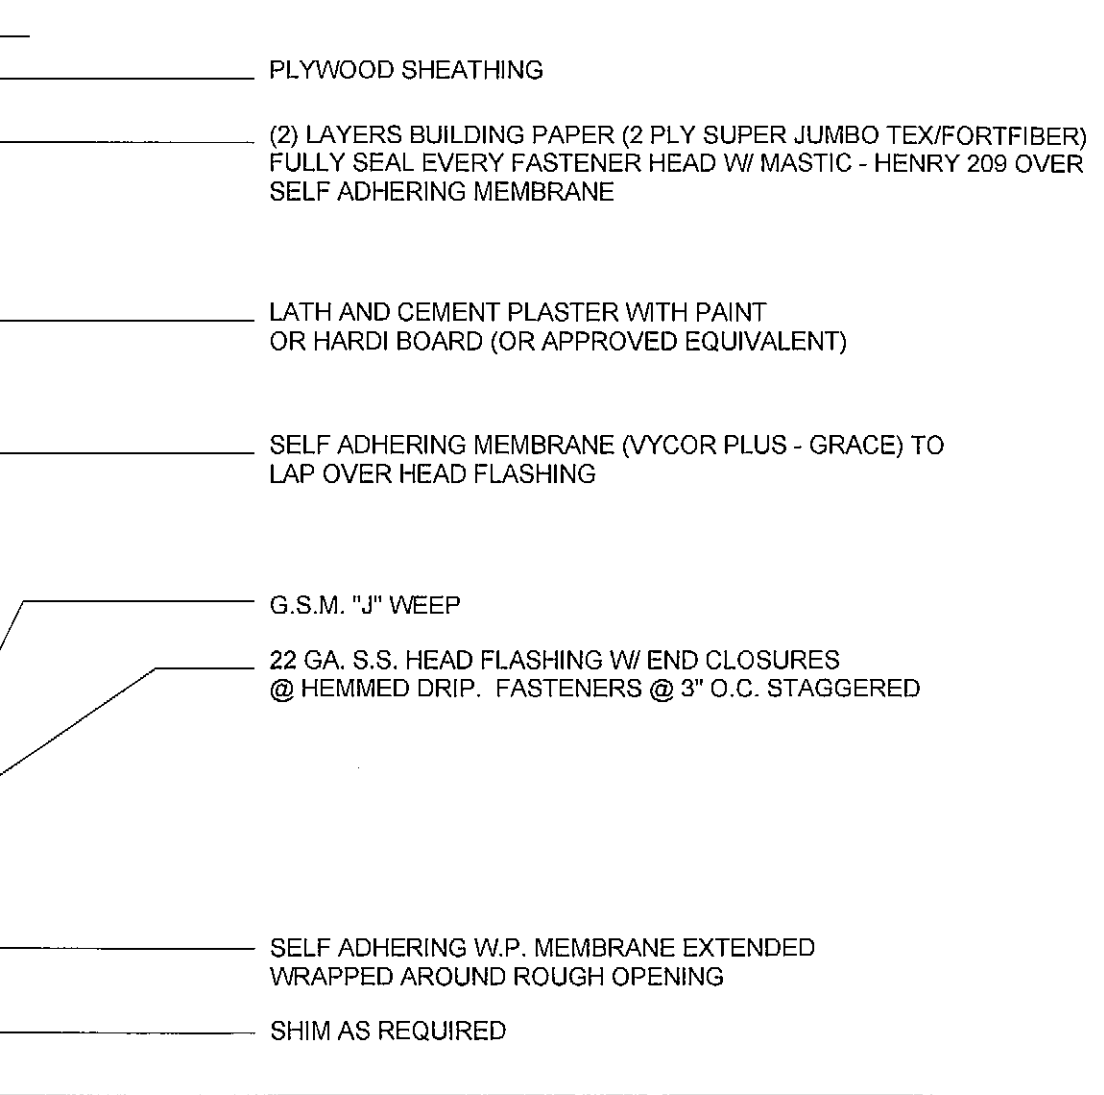 PLYWOOD SHEATHING
(2) LAYERS BUILDING PAPER (2 PLY SUPER JUMBO TEX/FORTFIBER)
FULLY SEAL EVERY FASTENER HEAD W/ MASTIC - HENRY 209 OVER
SELF ADHERING MEMBRANE
LATH AND CEMENT PLASTER WITH PAINT
OR HARDI BOARD (OR APPROVED EQUIVALENT)
SELF ADHERING MEMBRANE (VYCOR PLUS - GRACE) TO
LAP OVER HEAD FLASHING
G.S.M. "J" WEEP
22 GA. S.S. HEAD FLASHING W/ END CLOSURES
@ HEMMED DRIP. FASTENERS @ 3" O.C. STAGGERED
SELF ADHERING W.P. MEMBRANE EXTENDED
WRAPPED AROUND ROUGH OPENING
SHIM AS REQUIRED